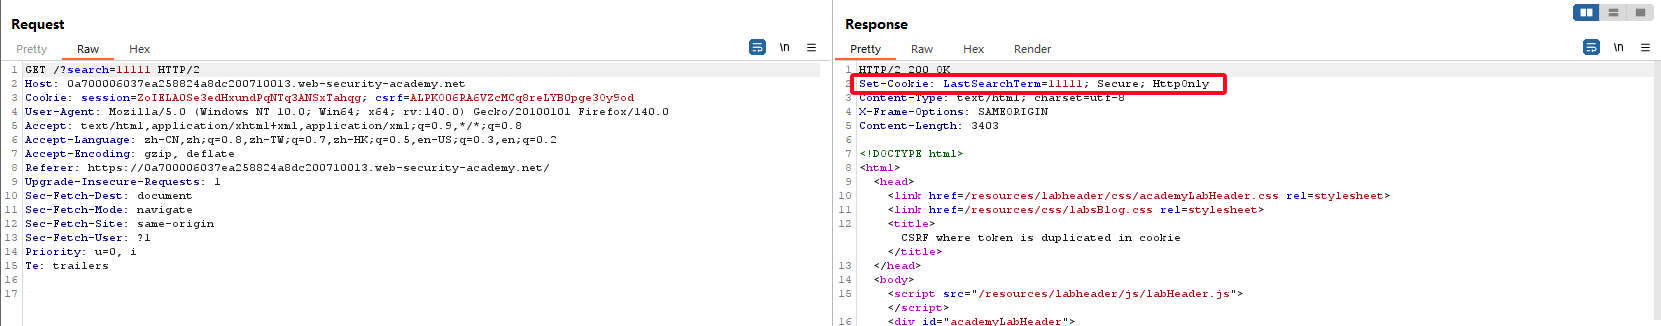 Request
Pretty Raw Hex
\n
1 GET /?search=11111 HTTP/2
2 Host: 0a700006037ea258824a8dc200710013.web-security-academy.net
3 Cookie: session=ZoIELAOSe3edHxundPqNTq3ANSxTahqg; csrf=ALPK006RA6VZcMCq8reLYB0pge30y9od
4 User-Agent: Mozilla/5.0 (Windows NT 10.0; Win64; x64; rv:140.0) Gecko/20100101 Firefox/140.0
5 Accept: text/html,application/xhtml+xml,application/xml;q=0.9,*/*;q=0.8
6 Accept-Language: zh-CN,zh;q=0.8,zh-TW;q=0.7,zh-HK;q=0.5,en-US;q=0.3,en;q=0.2
7 Accept-Encoding: gzip, deflate
8 Referer: https://0a700006037ea258824a8dc200710013.web-security-academy.net/
9 Upgrade-Insecure-Requests: 1
10 Sec-Fetch-Dest: document
11 Sec-Fetch-Mode: navigate
12 Sec-Fetch-Site: same-origin
13 Sec-Fetch-User: ?1
14 Priority: u=0, i
15 Te: trailers
16
17
Response
Pretty Raw Hex Render
\n
1 HTTP/2 200 OK
2 Set-Cookie: LastSearchTerm=11111; Secure; HttpOnly
3 Content-Type: text/html; charset=utf-8
4 X-Frame-Options: SAMEORIGIN
5 Content-Length: 3403
6
7 <!DOCTYPE html>
8 <html>
9 <head>
10 <link href=/resources/labheader/css/academyLabHeader.css rel=stylesheet>
11 <link href=/resources/css/labsBlog.css rel=stylesheet>
12 <title>
CSRF where token is duplicated in cookie
</title>
13 </head>
14 <body>
15 <script src="/resources/labheader/js/labHeader.js">
</script>
16 <div id="academyLabHeader">